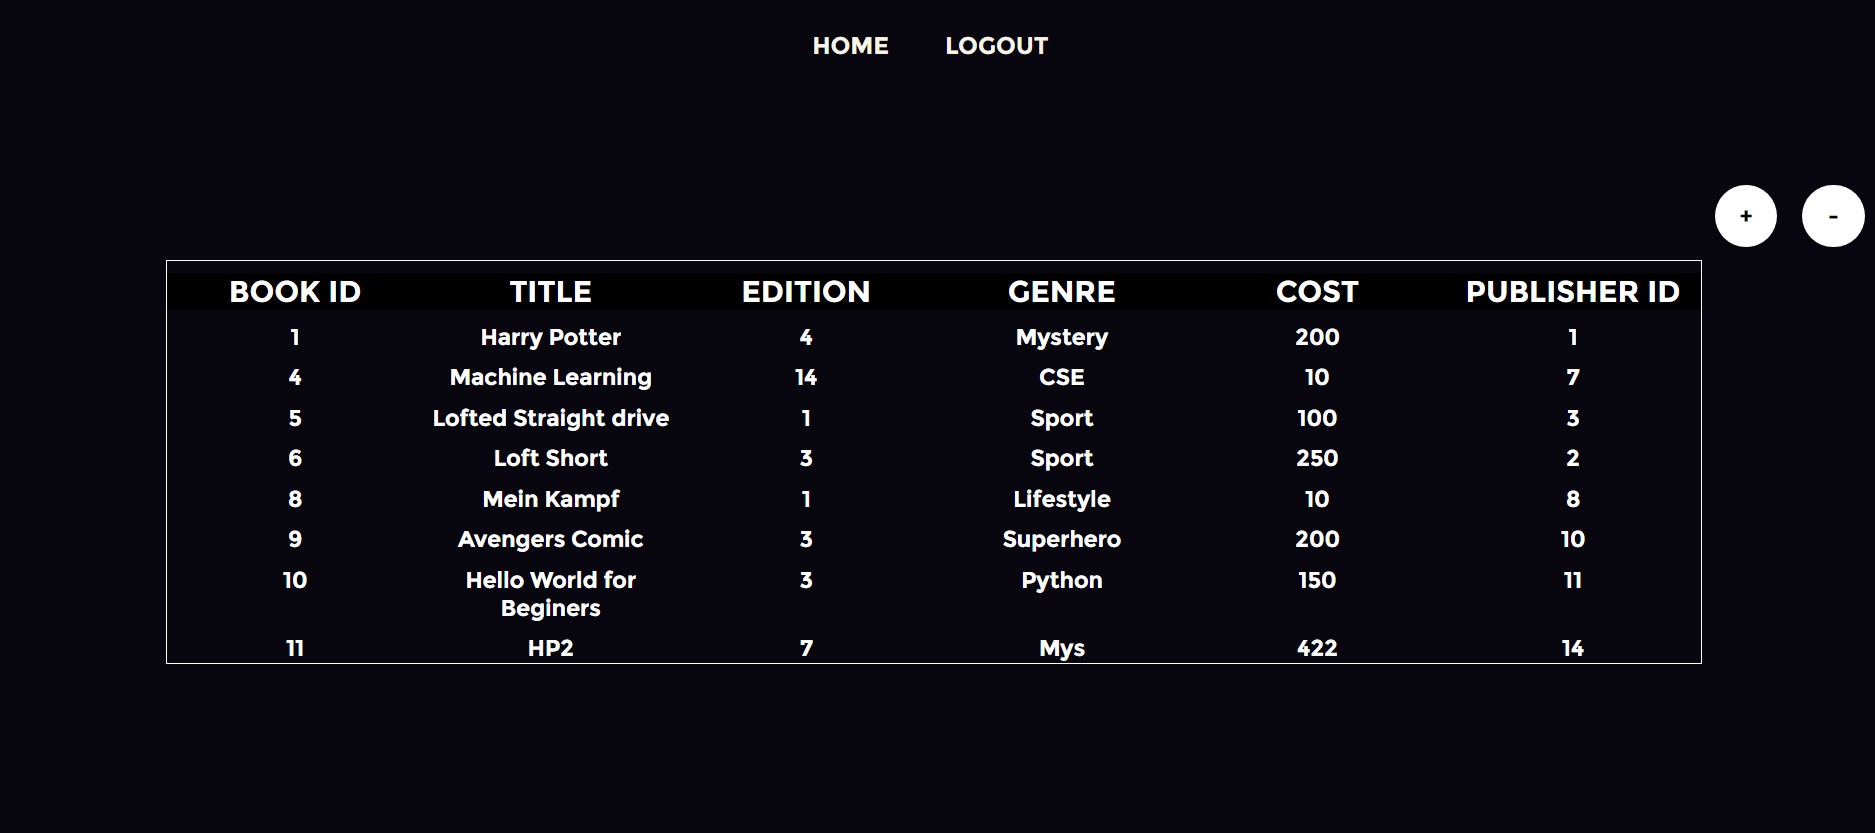 HOME LOGOUT
+ -
BOOK ID TITLE EDITION GENRE COST PUBLISHER ID
1 Harry Potter 4 Mystery 200 1
4 Machine Learning 14 CSE 10 7
5 Lofted Straight drive 1 Sport 100 3
6 Loft Short 3 Sport 250 2
8 Mein Kampf 1 Lifestyle 10 8
9 Avengers Comic 3 Superhero 200 10
10 Hello World for 3 Python 150 11
Beginers
11 HP2 7 Mys 422 14